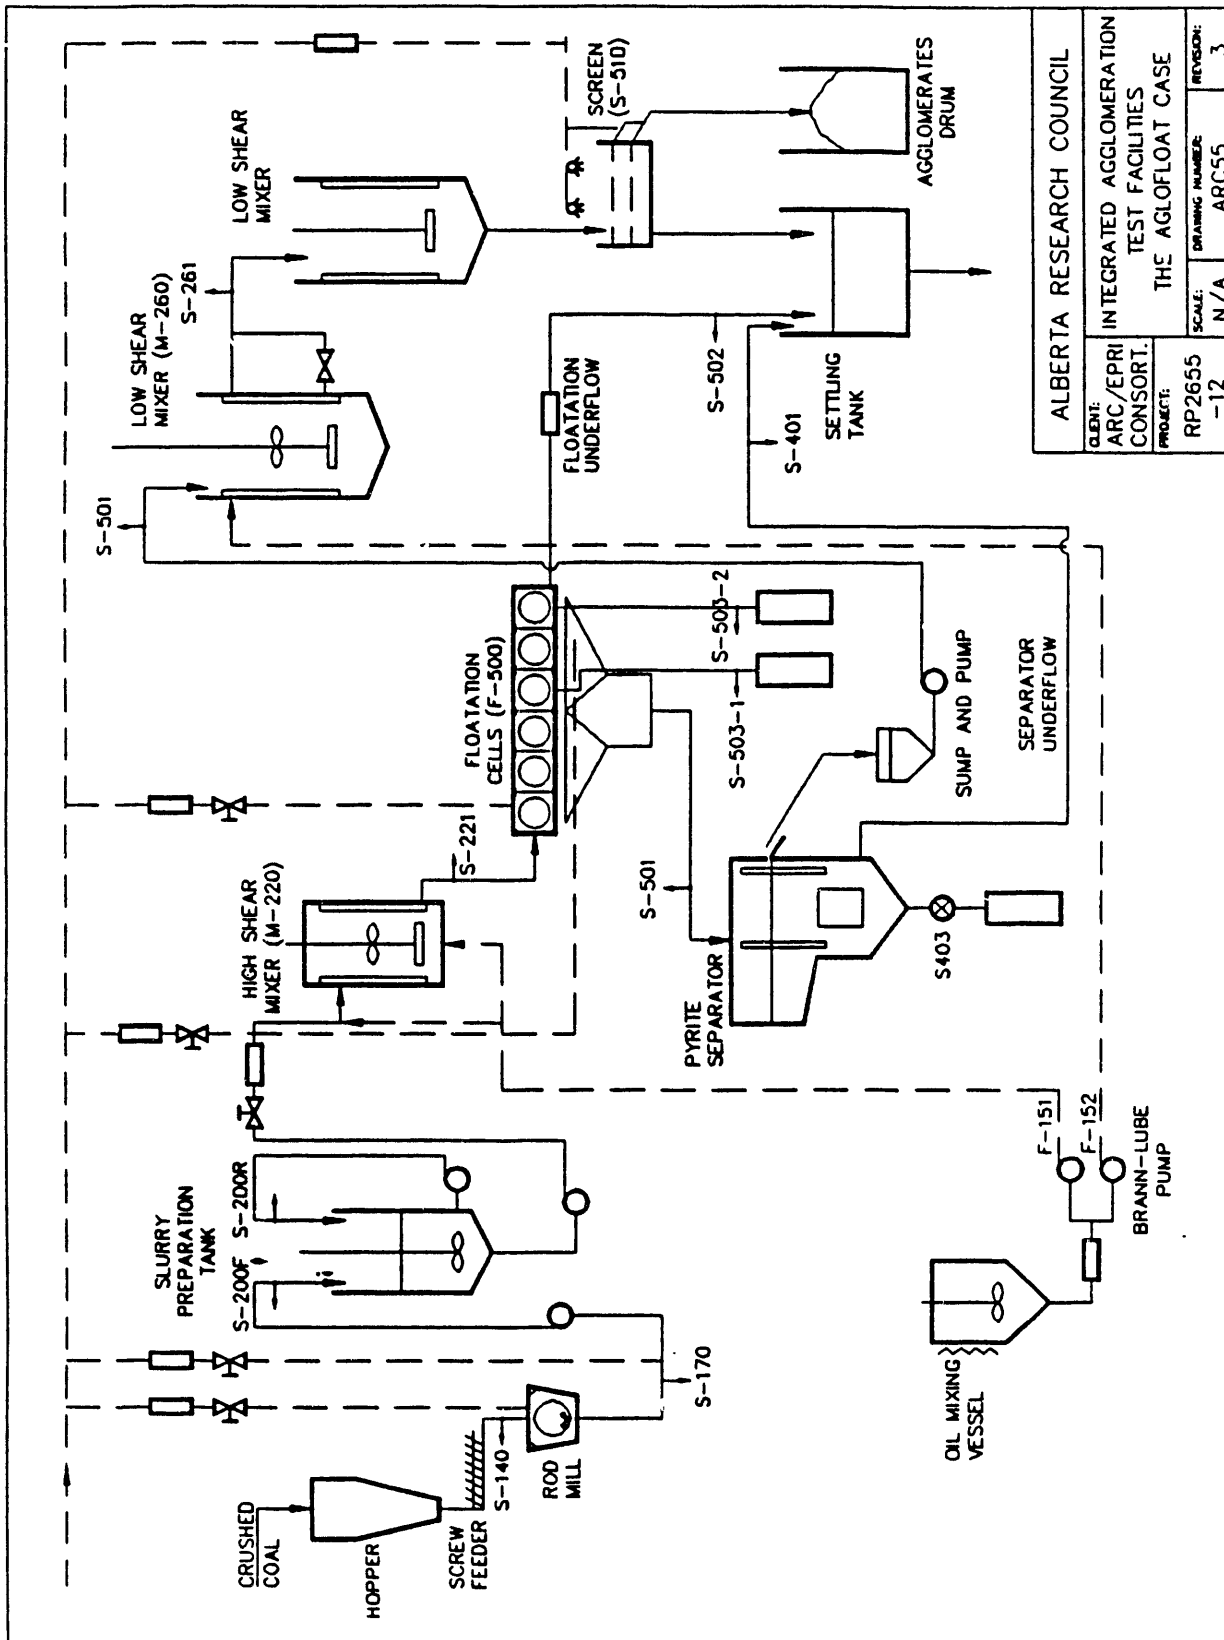 CRUSHED
COAL
HOPPER
SCREW
FEEDER
S-140
ROD
MILL
S-170
SLURRY
PREPARATION
TANK
S-200F
S-200R
HIGH SHEAR
MIXER (M-220)
S-221
FLOATATION
CELLS (F-500)
S-501
LOW SHEAR
MIXER (M-260)
S-261
LOW SHEAR
MIXER
SCREEN
(S-510)
FLOATATION
UNDERFLOW
S-502
S-401
SETTLING
TANK
AGGLOMERATES
DRUM
S-503-1
S-503-2
S-501
PYRITE
SEPARATOR
S403
SUMP AND PUMP
SEPARATOR
UNDERFLOW
OIL MIXING
VESSEL
F-151
F-152
BRANN-LUBE
PUMP
ALBERTA RESEARCH COUNCIL
CLIENT:
ARC/EPRI
CONSORT.
INTEGRATED AGGLOMERATION
TEST FACILITIES
THE AGLOFLOAT CASE
PROJECT:
RP2655
-12
SCALE:
N/A
DRAWING NUMBER:
ARC55
REVISION:
3